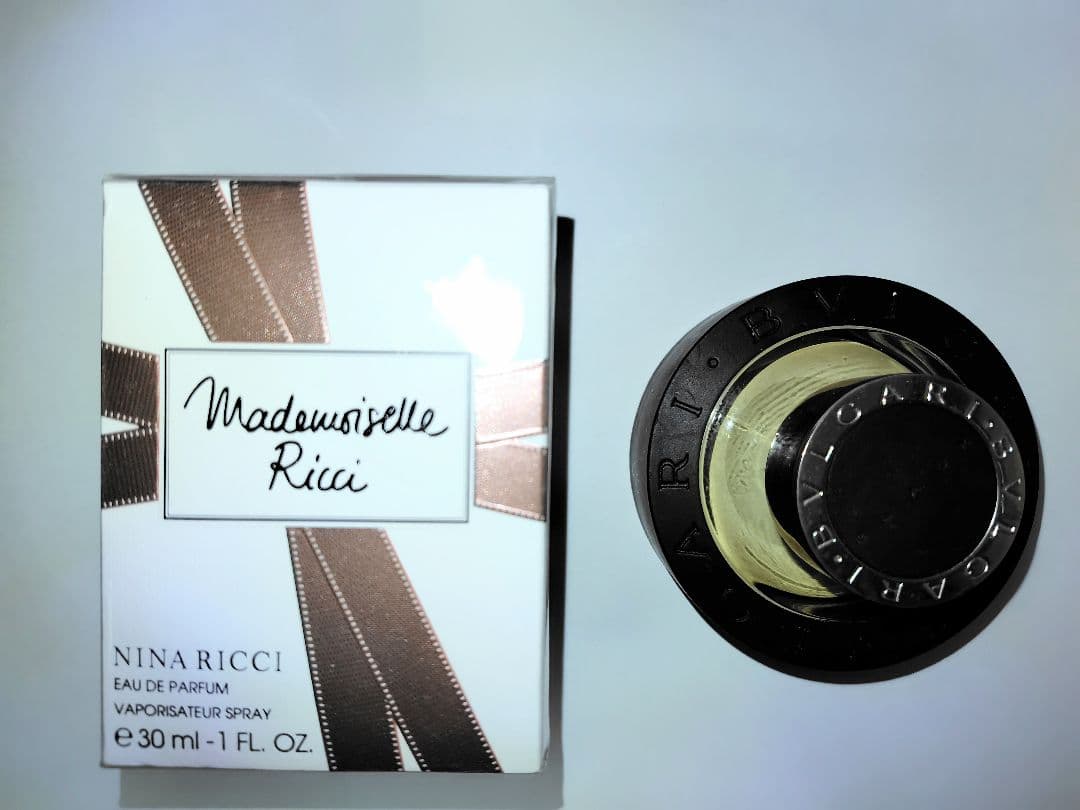 Mademoiselle
Ricci
NINA RICCI
EAU DE PARFUM
VAPORISATEUR SPRAY
e 30 ml - 1 FL. OZ.
BVLGARI · BVLGARI ·